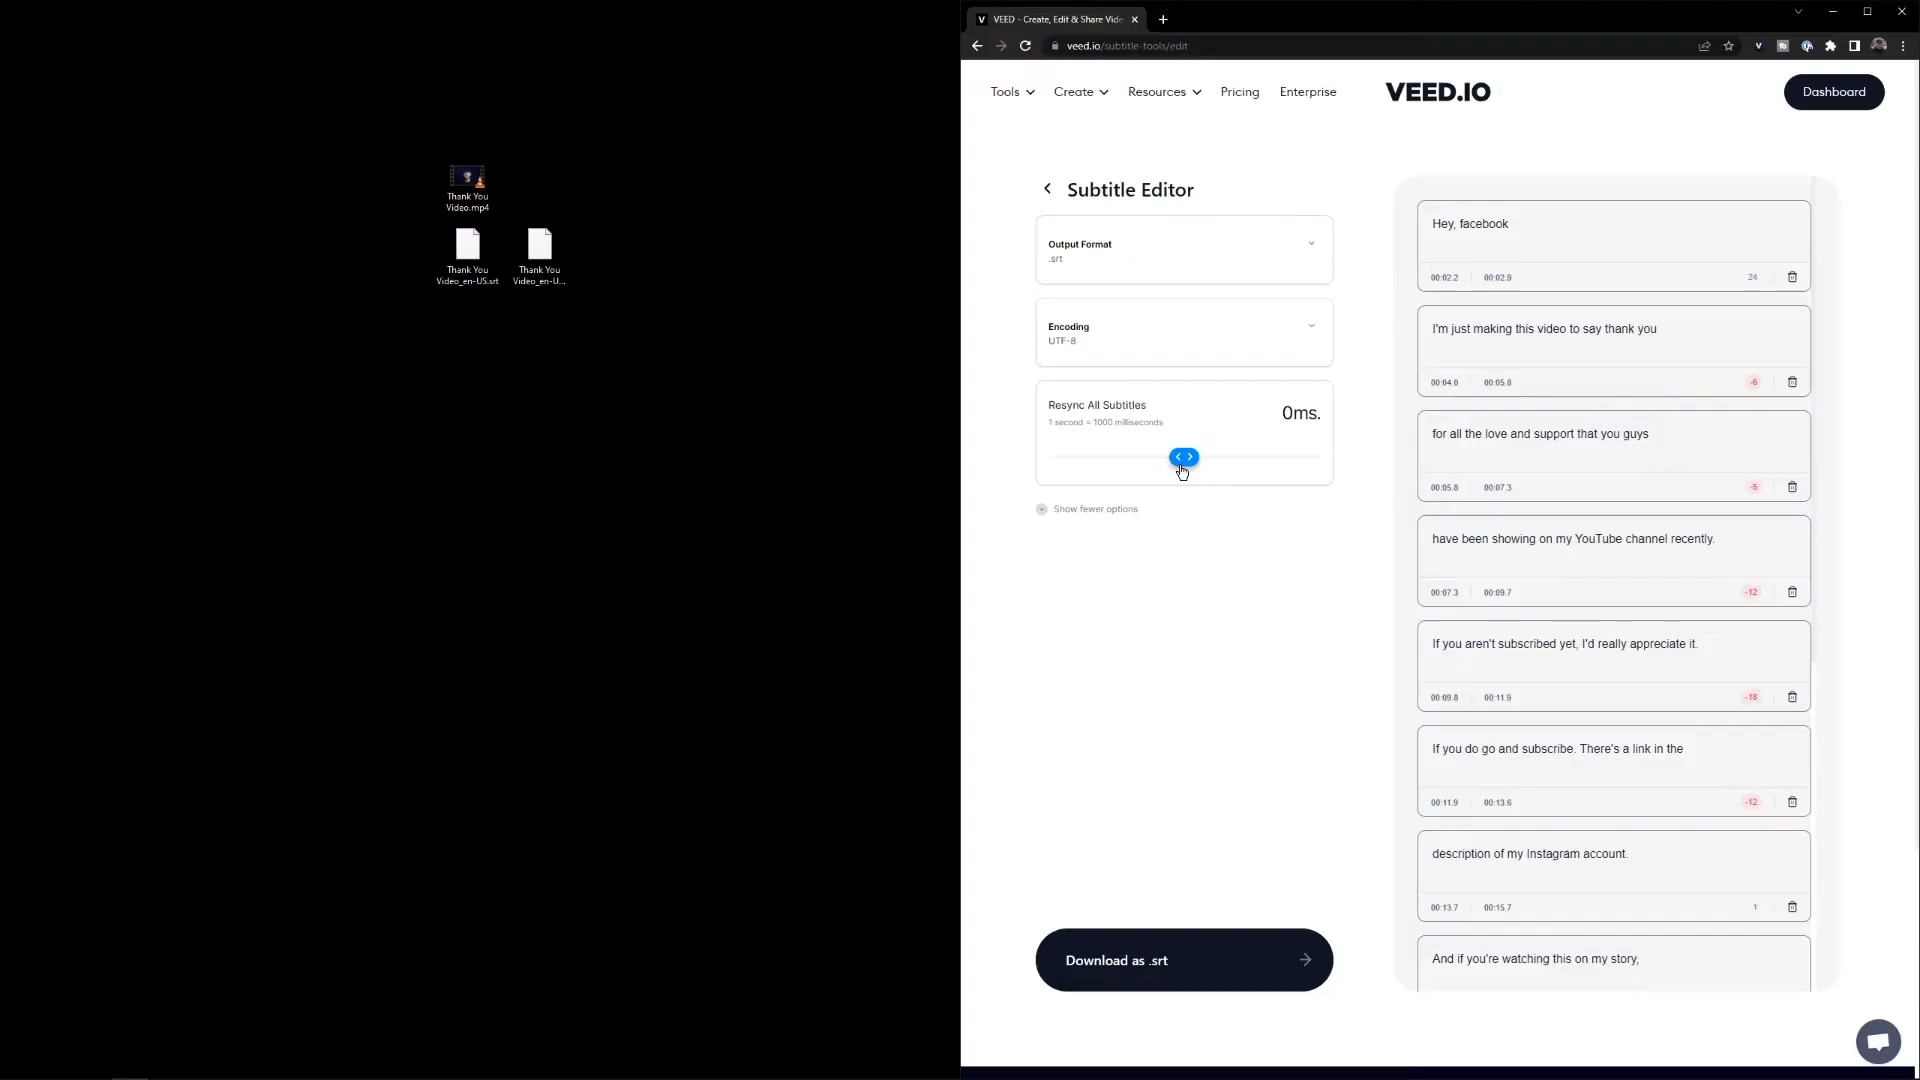 VEED - Create, Edit & Share Vide
veed.io/subtitle-tools/edit
Tools
Create
Resources
Pricing
Enterprise
VEED.IO
Dashboard
Thank You
Video.mp4
Thank You
Video_en-US.srt
Thank You
Video_en-U...
Subtitle Editor
Output Format
.srt
Encoding
UTF-8
Resync All Subtitles
1 second = 1000 milliseconds
0ms.
Show fewer options
Download as .srt
Hey, facebook
00:02.2 00:02.9 24
I'm just making this video to say thank you
00:04.0 00:05.8 -6
for all the love and support that you guys
00:05.8 00:07.3 -5
have been showing on my YouTube channel recently.
00:07.3 00:09.7 -12
If you aren't subscribed yet, I'd really appreciate it.
00:09.8 00:11.9 -18
If you do go and subscribe. There's a link in the
00:11.9 00:13.6 -12
description of my Instagram account.
00:13.7 00:15.7 1
And if you're watching this on my story,